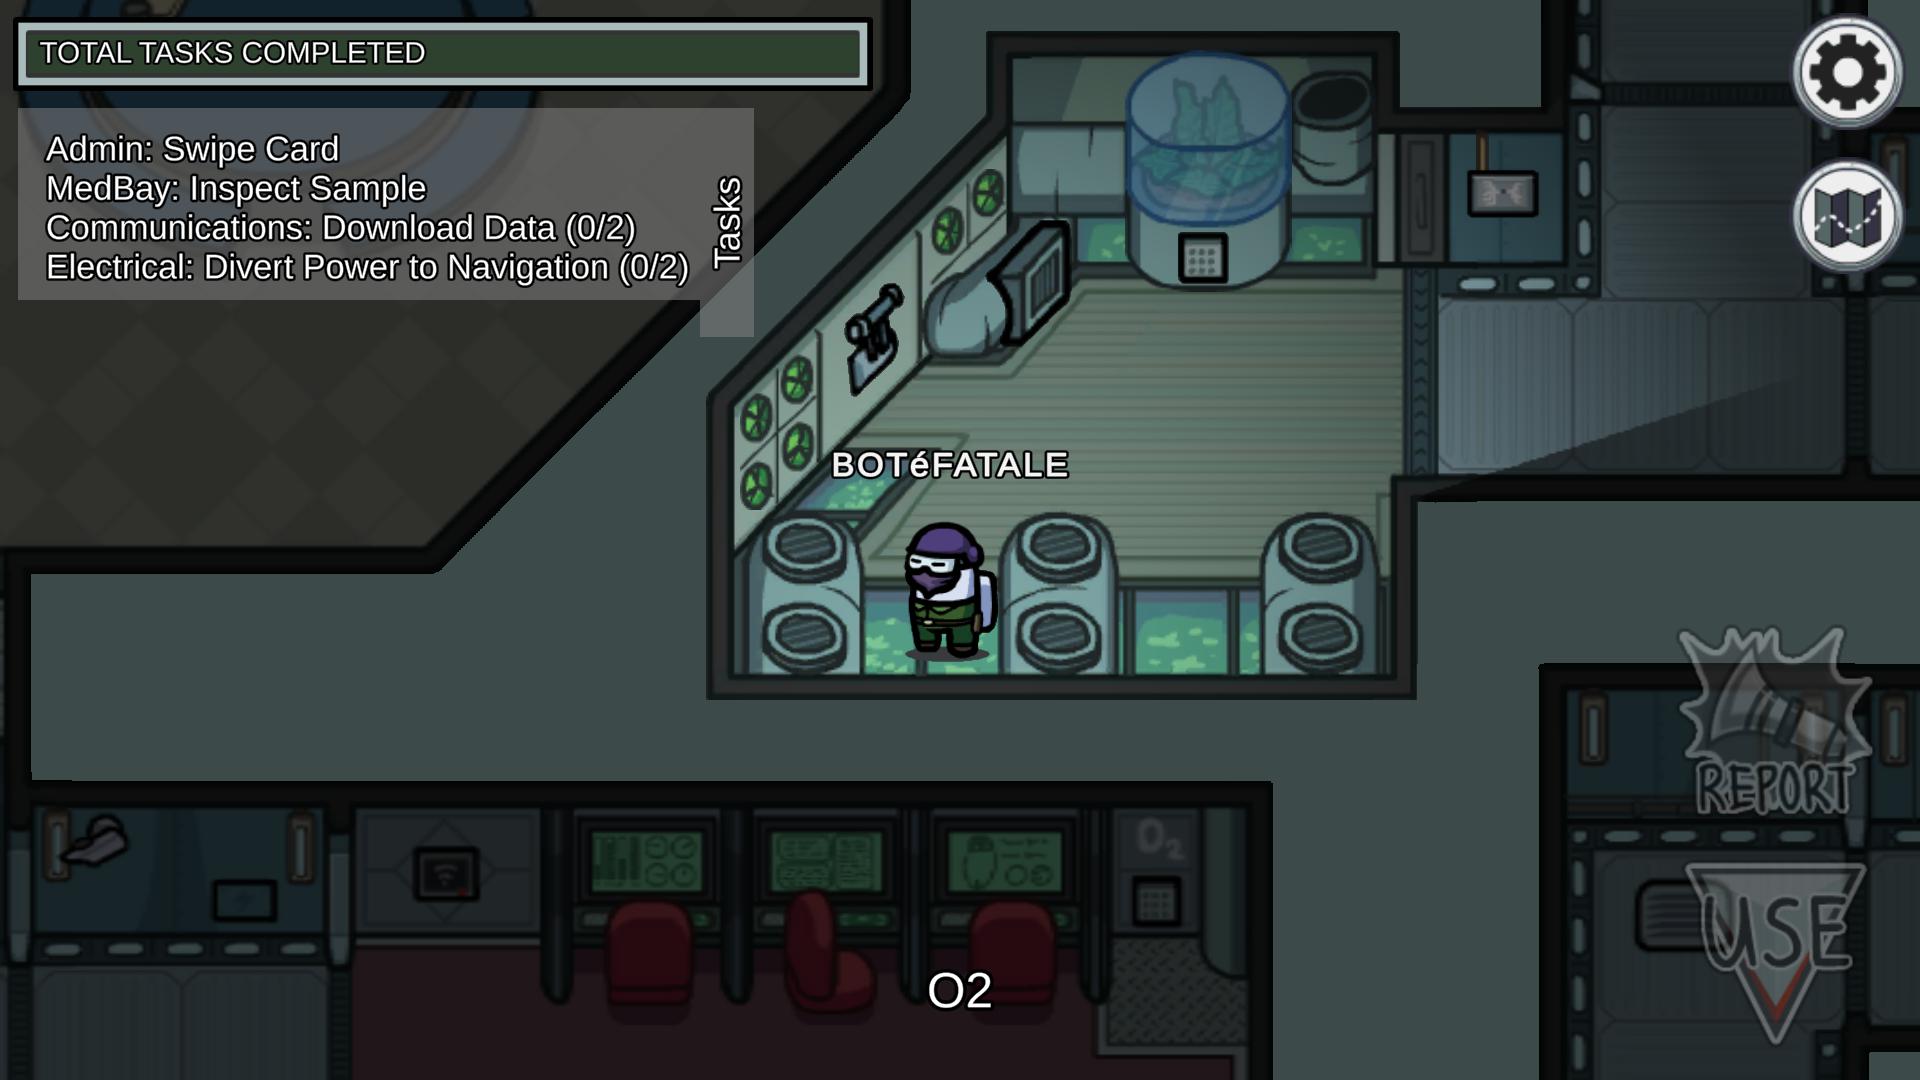 TOTAL TASKS COMPLETED
Admin: Swipe Card
MedBay: Inspect Sample
Communications: Download Data (0/2)
Electrical: Divert Power to Navigation (0/2)
Tasks
BOTéFATALE
REPORT
O2
USE
O2